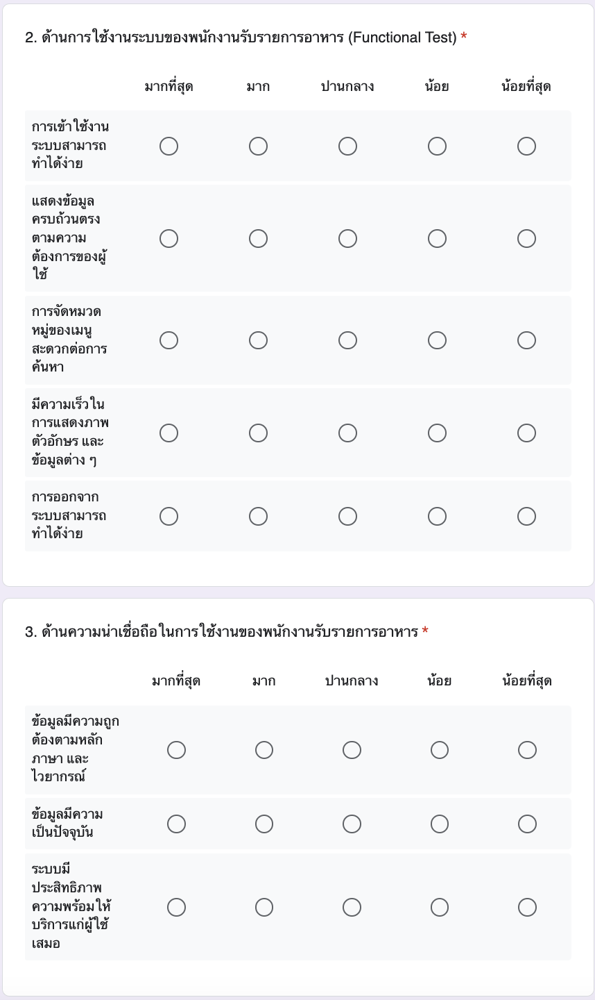 2. ด้านการใช้งานระบบของพนักงานรับรายการอาหาร (Functional Test) *
มากที่สุด มาก ปานกลาง น้อย น้อยที่สุด
การเข้าใช้งาน
ระบบสามารถ
ทำได้ง่าย
แสดงข้อมูล
ครบถ้วนตรง
ตามความ
ต้องการของผู้
ใช้
การจัดหมวด
หมู่ของเมนู
สะดวกต่อการ
ค้นหา
มีความเร็วใน
การแสดงภาพ
ตัวอักษร และ
ข้อมูลต่าง ๆ
การออกจาก
ระบบสามารถ
ทำได้ง่าย
3. ด้านความน่าเชื่อถือในการใช้งานของพนักงานรับรายการอาหาร *
มากที่สุด มาก ปานกลาง น้อย น้อยที่สุด
ข้อมูลมีความถูก
ต้องตามหลัก
ภาษา และ
ไวยากรณ์
ข้อมูลมีความ
เป็นปัจจุบัน
ระบบมี
ประสิทธิภาพ
ความพร้อมให้
บริการแก่ผู้ใช้
เสมอ